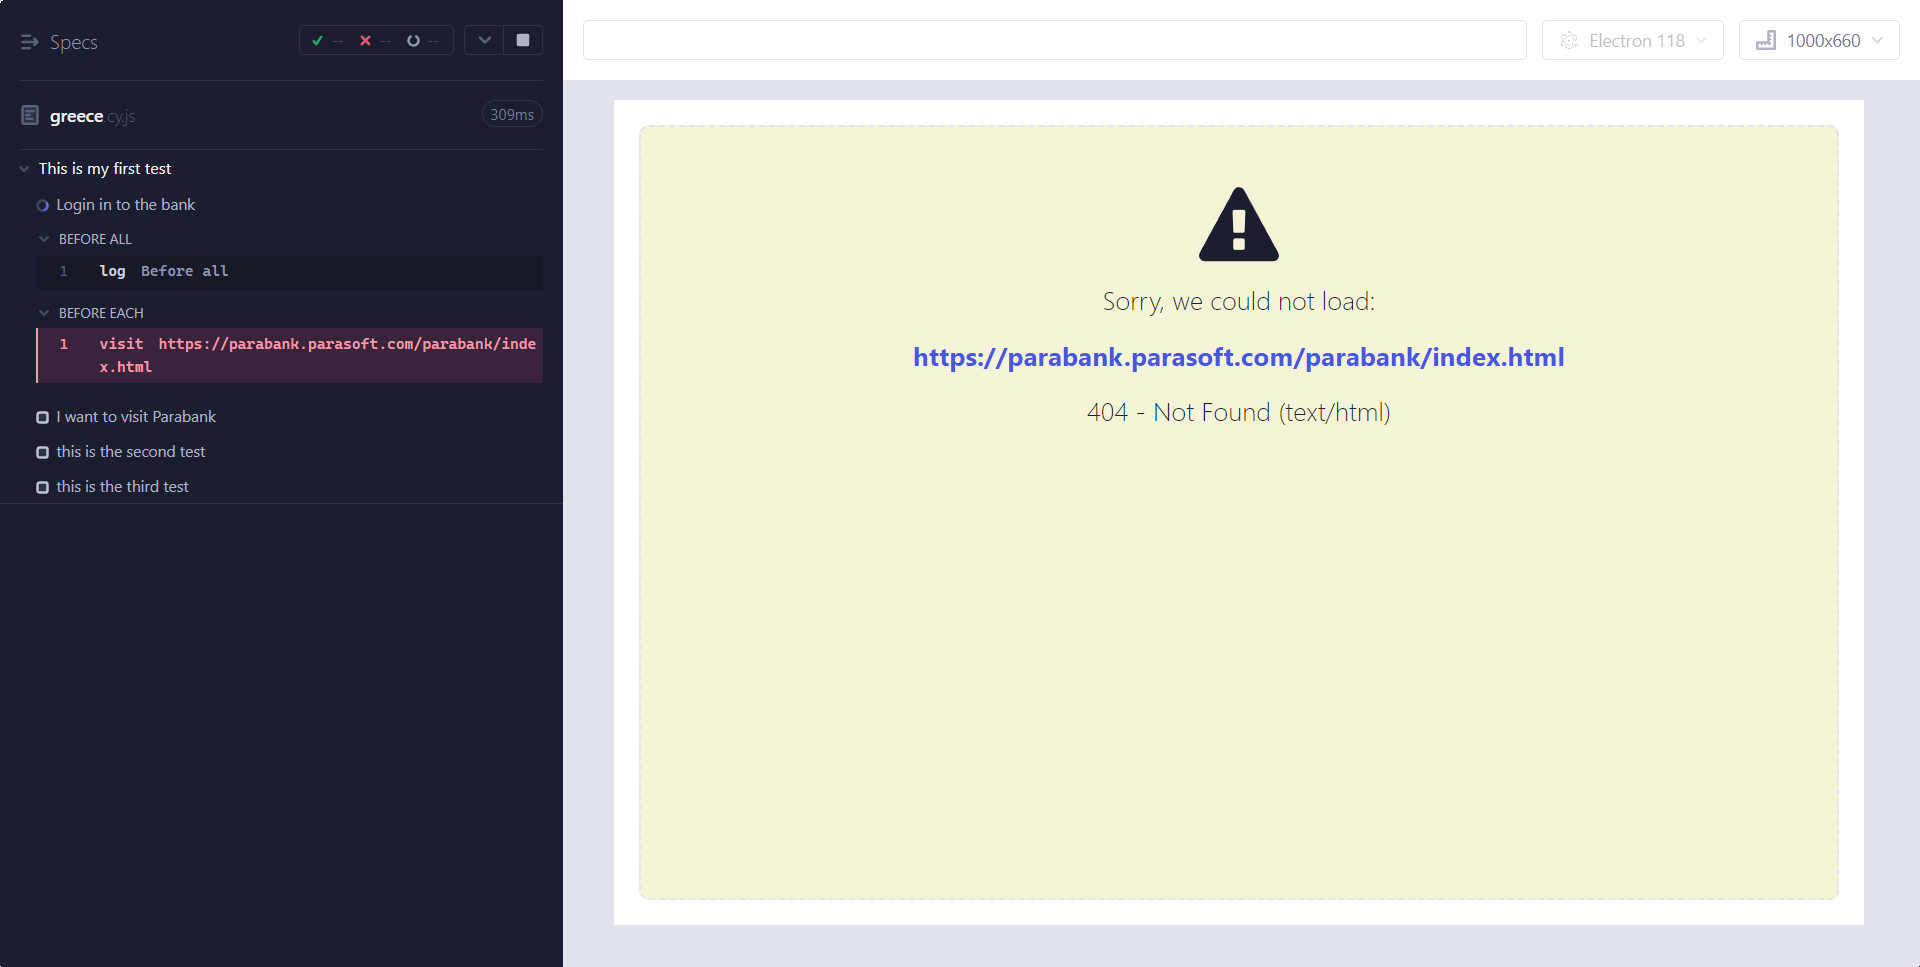 Specs
-- -- --
greece.cy.js
309ms
This is my first test
Login in to the bank
BEFORE ALL
1 log Before all
BEFORE EACH
1 visit https://parabank.parasoft.com/parabank/inde
x.html
I want to visit Parabank
this is the second test
this is the third test
Electron 118
1000x660
Sorry, we could not load:
https://parabank.parasoft.com/parabank/index.html
404 - Not Found (text/html)